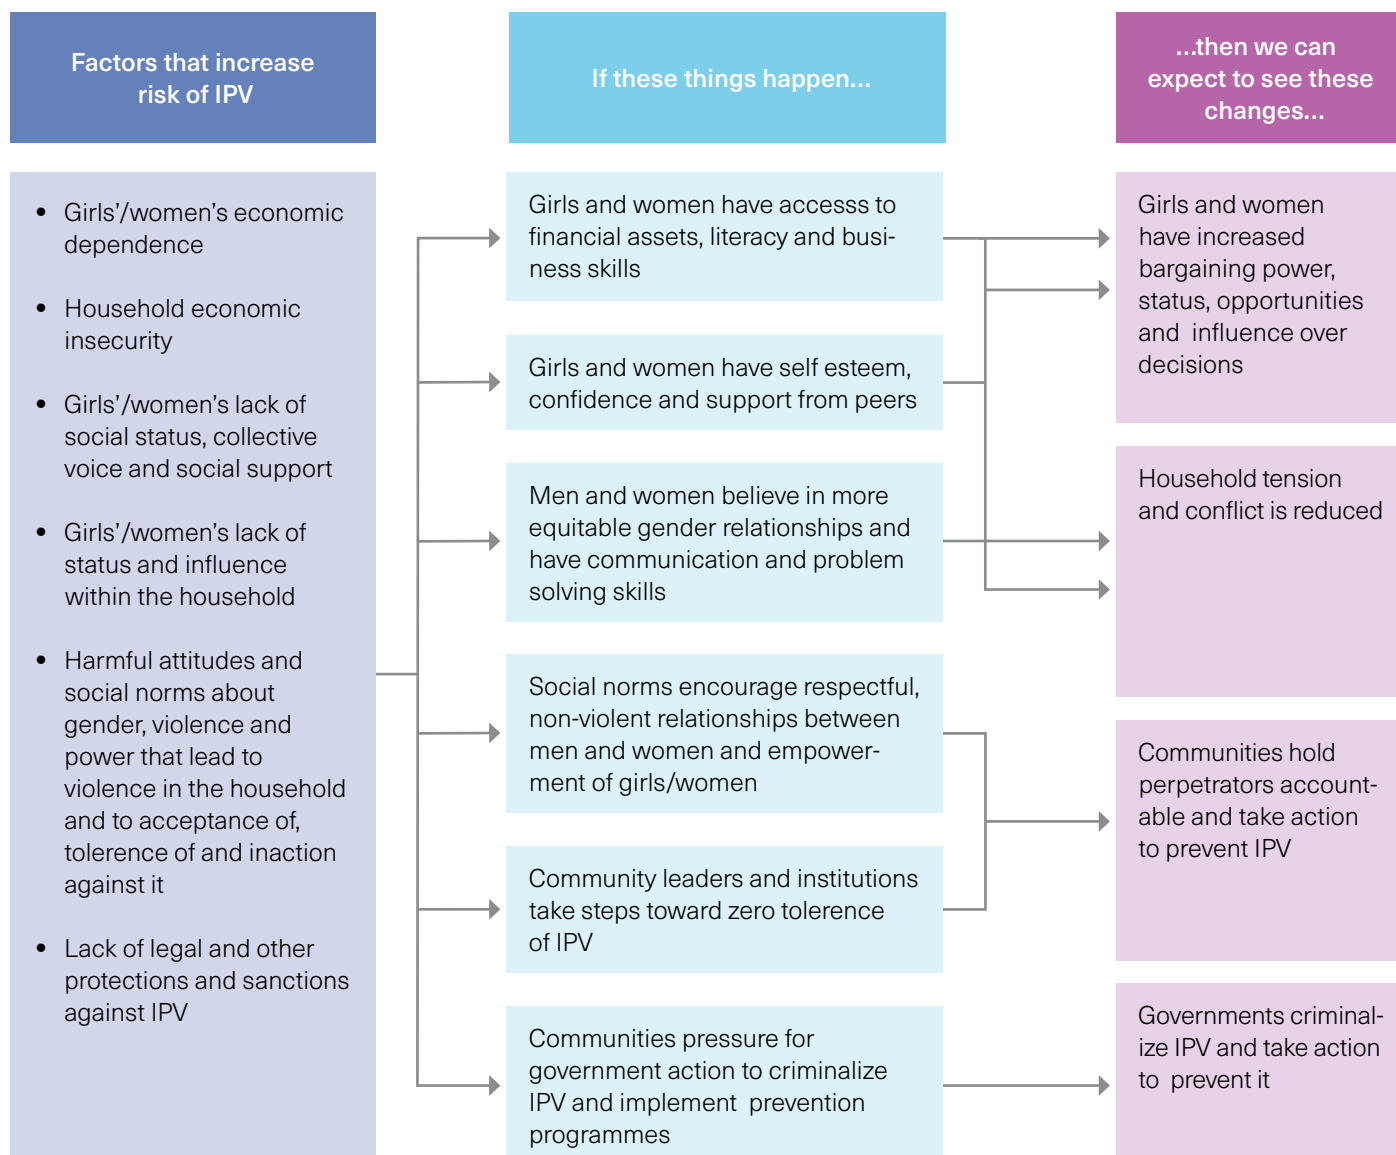 Factors that increase
risk of IPV
If these things happen...
...then we can
expect to see these
changes...
• Girls'/women's economic
dependence
• Household economic
insecurity
• Girls'/women's lack of
social status, collective
voice and social support
• Girls'/women's lack of
status and influence
within the household
• Harmful attitudes and
social norms about
gender, violence and
power that lead to
violence in the household
and to acceptance of,
tolerence of and inaction
against it
• Lack of legal and other
protections and sanctions
against IPV
Girls and women have accesss to
financial assets, literacy and busi-
ness skills
Girls and women have self esteem,
confidence and support from peers
Men and women believe in more
equitable gender relationships and
have communication and problem
solving skills
Social norms encourage respectful,
non-violent relationships between
men and women and empower-
ment of girls/women
Community leaders and institutions
take steps toward zero tolerence
of IPV
Communities pressure for
government action to criminalize
IPV and implement prevention
programmes
Girls and women
have increased
bargaining power,
status, opportunities
and influence over
decisions
Household tension
and conflict is reduced
Communities hold
perpetrators account-
able and take action
to prevent IPV
Governments criminal-
ize IPV and take action
to prevent it